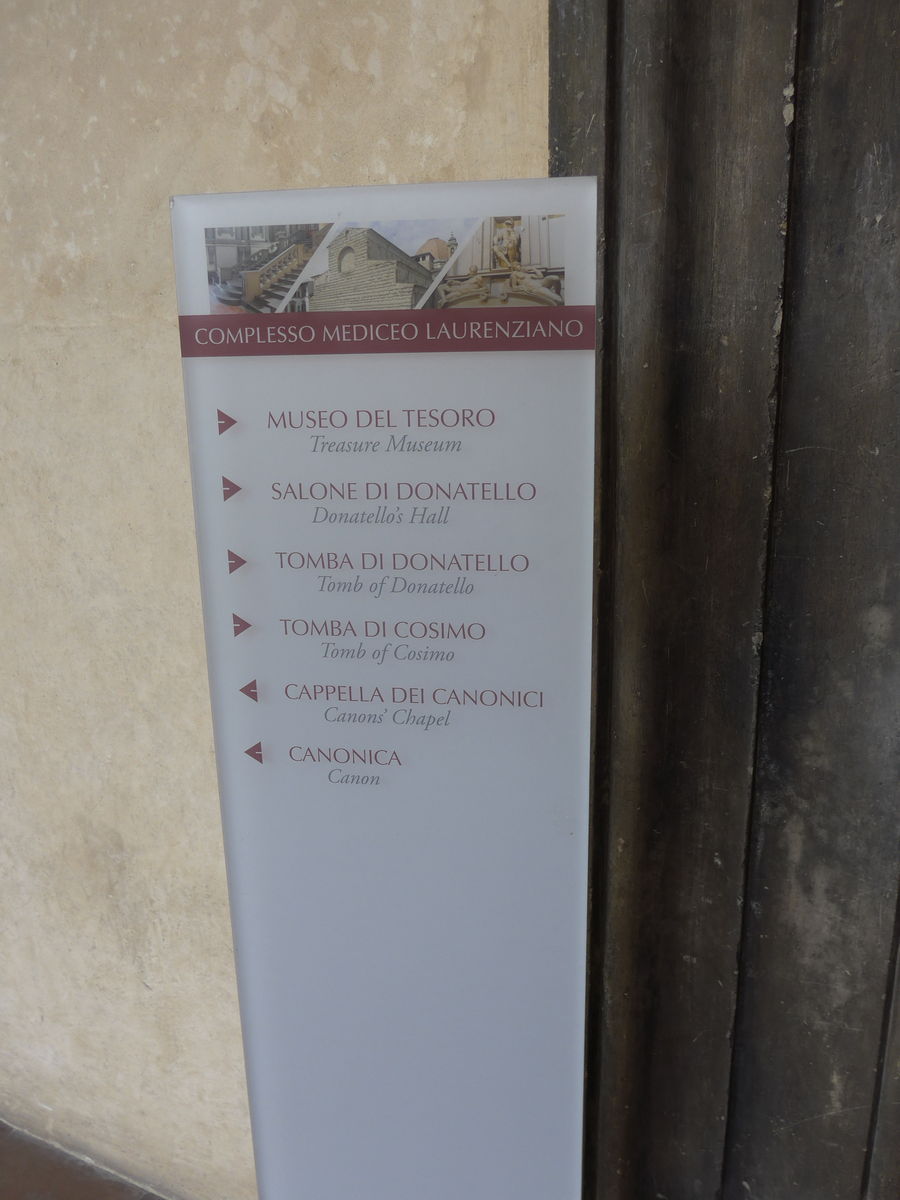 COMPLESSO MEDICEO LAURENZIANO
MUSEO DEL TESORO
Treasure Museum
SALONE DI DONATELLO
Donatello's Hall
TOMBA DI DONATELLO
Tomb of Donatello
TOMBA DI COSIMO
Tomb of Cosimo
CAPPELLA DEI CANONICI
Canons' Chapel
CANONICA
Canon